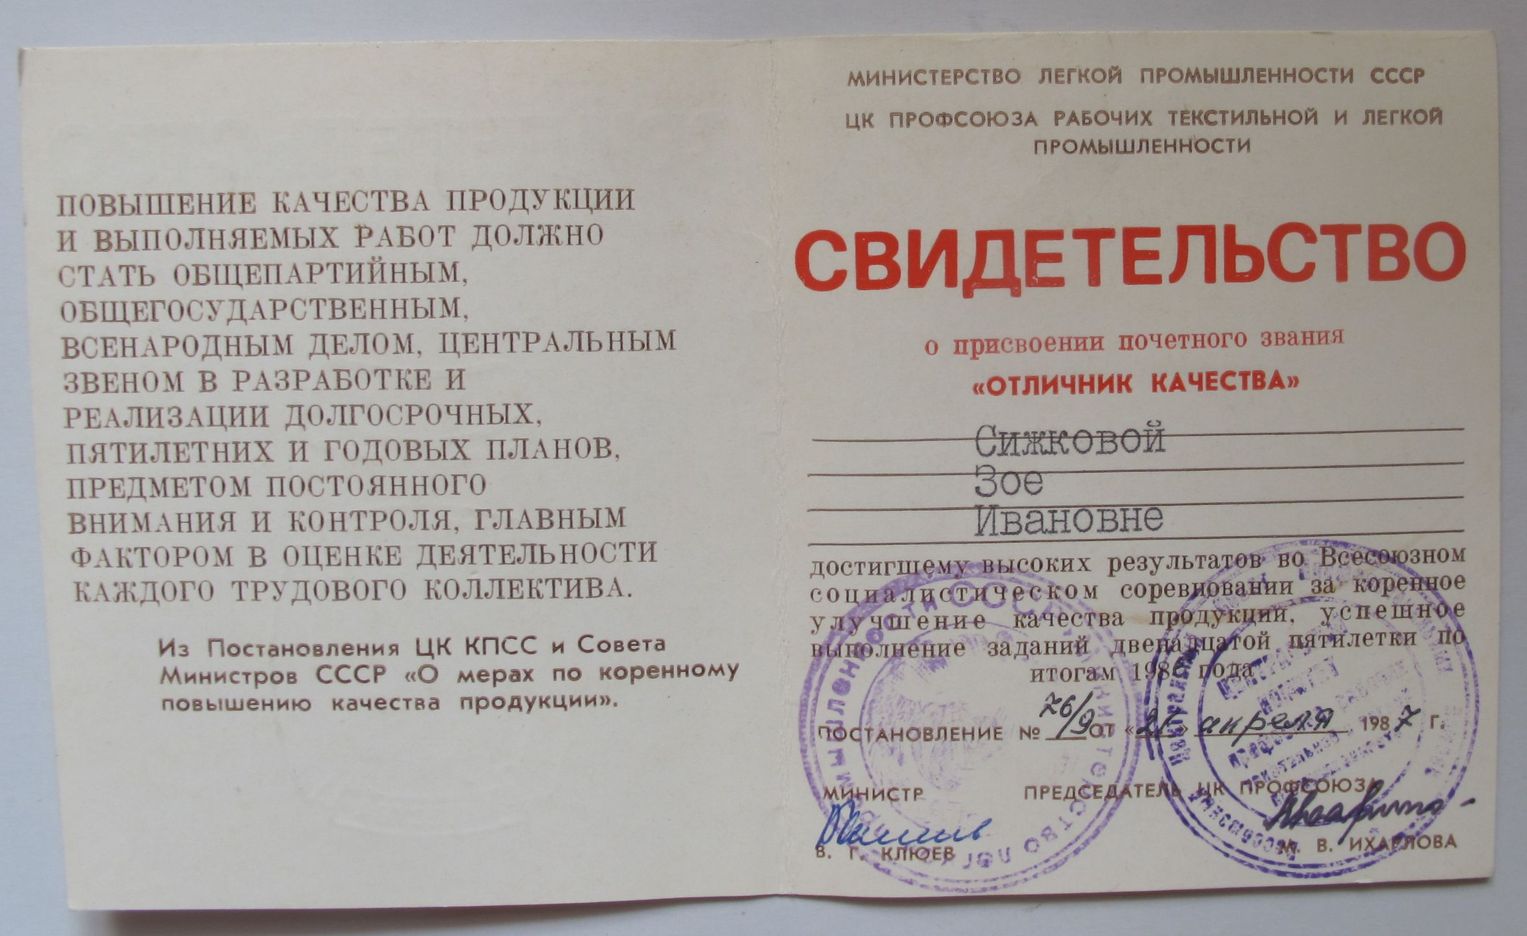 ПОВЫШЕНИЕ КАЧЕСТВА ПРОДУКЦИИ
И ВЫПОЛНЯЕМЫХ РАБОТ ДОЛЖНО
СТАТЬ ОБЩЕПАРТИЙНЫМ,
ОБЩЕГОСУДАРСТВЕННЫМ,
ВСЕНАРОДНЫМ ДЕЛОМ, ЦЕНТРАЛЬНЫМ
ЗВЕНОМ В РАЗРАБОТКЕ И
РЕАЛИЗАЦИИ ДОЛГОСРОЧНЫХ,
ПЯТИЛЕТНИХ И ГОДОВЫХ ПЛАНОВ,
ПРЕДМЕТОМ ПОСТОЯННОГО
ВНИМАНИЯ И КОНТРОЛЯ, ГЛАВНЫМ
ФАКТОРОМ В ОЦЕНКЕ ДЕЯТЕЛЬНОСТИ
КАЖДОГО ТРУДОВОГО КОЛЛЕКТИВА.
Из Постановления ЦК КПСС и Совета
Министров СССР «О мерах по коренному
повышению качества продукции».
МИНИСТЕРСТВО ЛЕГКОЙ ПРОМЫШЛЕННОСТИ СССР
ЦК ПРОФСОЮЗА РАБОЧИХ ТЕКСТИЛЬНОЙ И ЛЕГКОЙ
ПРОМЫШЛЕННОСТИ
СВИДЕТЕЛЬСТВО
о присвоении почетного звания
«ОТЛИЧНИК КАЧЕСТВА»
Сижковой
Зое
Ивановне
достигшему высоких результатов во Всесоюзном
социалистическом соревновании за коренное
улучшение качества продукции, успешное
выполнение заданий двенадцатой пятилетки по
итогам 1986 года
ПОСТАНОВЛЕНИЕ № 76/9 ОТ «21» апреля 1987 г.
МИНИСТР ПРЕДСЕДАТЕЛЬ ЦК ПРОФСОЮЗА
В. Г. КЛЮЕВ М. В. ИХАРЛОВА